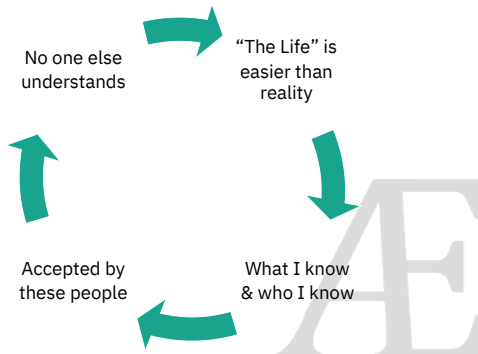 No one else
understands
“The Life” is
easier than
reality
What I know
& who I know
Accepted by
these people
Æ